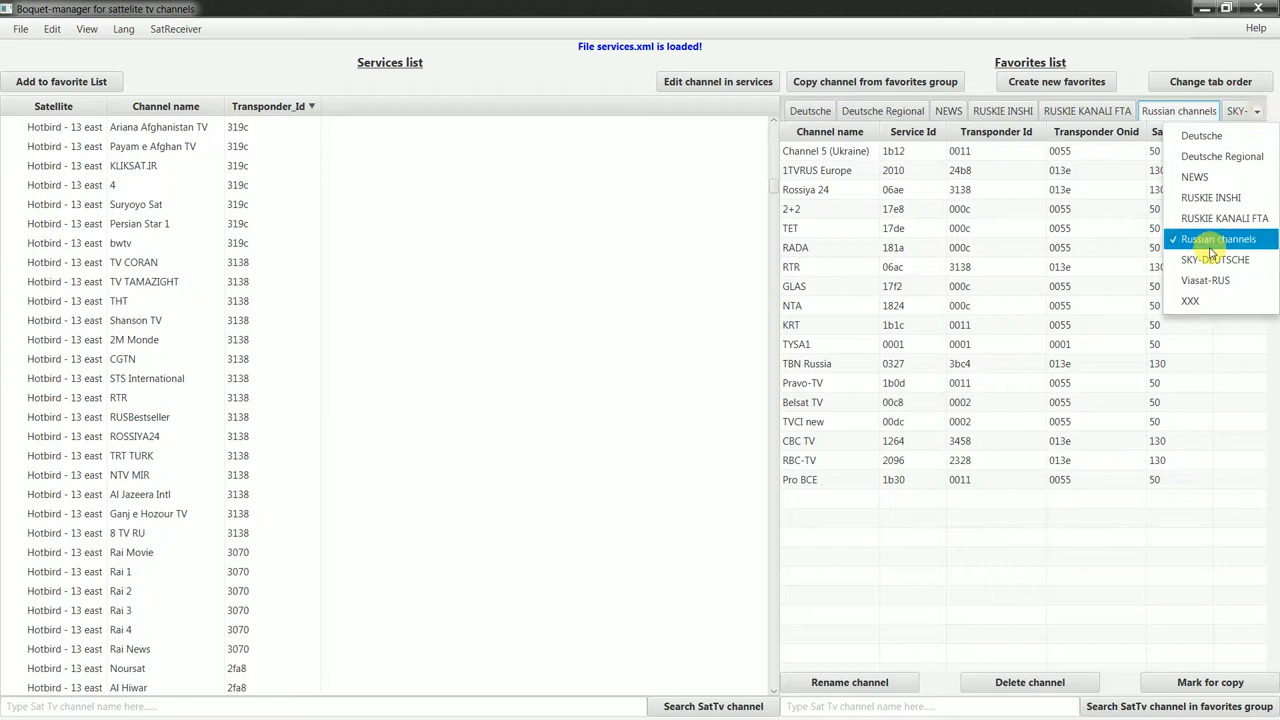 Boquet-manager for sattelite tv channels
File Edit View Lang SatReceiver Help
File services.xml is loaded!
Services list
Add to favorite List Edit channel in services
Satellite Channel name Transponder_Id
Hotbird - 13 east Ariana Afghanistan TV 319c
Hotbird - 13 east Payam e Afghan TV 319c
Hotbird - 13 east KLIKSAT.IR 319c
Hotbird - 13 east 4 319c
Hotbird - 13 east Suryoyo Sat 319c
Hotbird - 13 east Persian Star 1 319c
Hotbird - 13 east bwtv 319c
Hotbird - 13 east TV CORAN 3138
Hotbird - 13 east TV TAMAZIGHT 3138
Hotbird - 13 east THT 3138
Hotbird - 13 east Shanson TV 3138
Hotbird - 13 east 2M Monde 3138
Hotbird - 13 east CGTN 3138
Hotbird - 13 east STS International 3138
Hotbird - 13 east RTR 3138
Hotbird - 13 east RUSBestseller 3138
Hotbird - 13 east ROSSIYA24 3138
Hotbird - 13 east TRT TURK 3138
Hotbird - 13 east NTV MIR 3138
Hotbird - 13 east Al Jazeera Intl 3138
Hotbird - 13 east Ganj e Hozour TV 3138
Hotbird - 13 east 8 TV RU 3138
Hotbird - 13 east Rai Movie 3070
Hotbird - 13 east Rai 1 3070
Hotbird - 13 east Rai 2 3070
Hotbird - 13 east Rai 3 3070
Hotbird - 13 east Rai 4 3070
Hotbird - 13 east Rai News 3070
Hotbird - 13 east Noursat 2fa8
Hotbird - 13 east Al Hiwar 2fa8
Type Sat Tv channel name here...... Search SatTv channel
Favorites list
Copy channel from favorites group Create new favorites Change tab order
Deutsche Deutsche Regional NEWS RUSKIE INSHI RUSKIE KANALI FTA Russian channels SKY-
Channel name Service Id Transponder Id Transponder Onid Sa
Channel 5 (Ukraine) 1b12 0011 0055 50
1TVRUS Europe 2010 24b8 013e 130
Rossiya 24 06ae 3138 013e 130
2+2 17e8 000c 0055 50
TET 17de 000c 0055 50
RADA 181a 000c 0055 50
RTR 06ac 3138 013e 130
GLAS 17f2 000c 0055 50
NTA 1824 000c 0055 50
KRT 1b1c 0011 0055 50
TYSA1 0001 0001 0001 50
TBN Russia 0327 3bc4 013e 130
Pravo-TV 1b0d 0011 0055 50
Belsat TV 00c8 0002 0055 50
TVCI new 00dc 0002 0055 50
CBC TV 1264 3458 013e 130
RBC-TV 2096 2328 013e 130
Pro BCE 1b30 0011 0055 50
Deutsche
Deutsche Regional
NEWS
RUSKIE INSHI
RUSKIE KANALI FTA
✓ Russian channels
SKY-DEUTSCHE
Viasat-RUS
XXX
Rename channel Delete channel Mark for copy
Type Sat Tv channel name here...... Search SatTv channel in favorites group